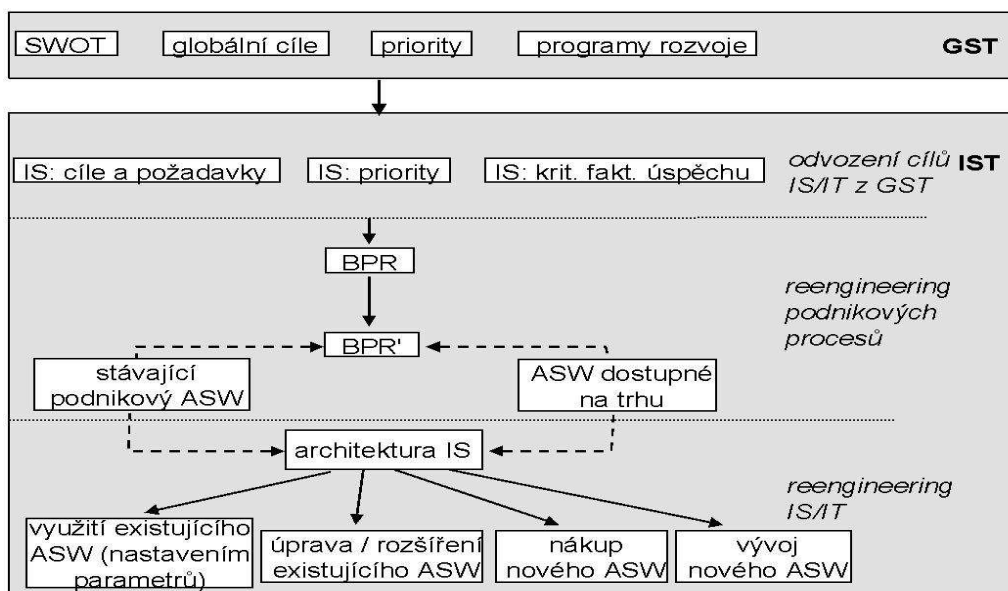 SWOT
globální cíle
priority
programy rozvoje
GST
IS: cíle a požadavky
IS: priority
IS: krit. fakt. úspěchu
odvození cílů
IS/IT z GST
IST
BPR
reengineering
podnikových
procesů
BPR'
stávající
podnikový ASW
ASW dostupné
na trhu
architektura IS
reengineering
IS/IT
využití existujícího
ASW (nastavením
parametrů)
úprava / rozšíření
existujícího ASW
nákup
nového ASW
vývoj
nového ASW